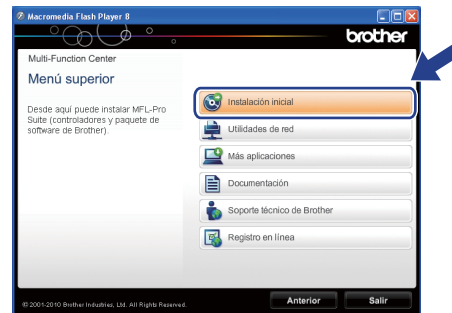 Macromedia Flash Player 8
brother
Multi-Function Center
Menú superior
Desde aquí puede instalar MFL-Pro
Suite (controladores y paquete de
software de Brother).
Instalación inicial
Utilidades de red
Más aplicaciones
Documentación
Soporte técnico de Brother
Registro en línea
© 2001-2010 Brother Industries, Ltd. All Rights Reserved.
Anterior
Salir